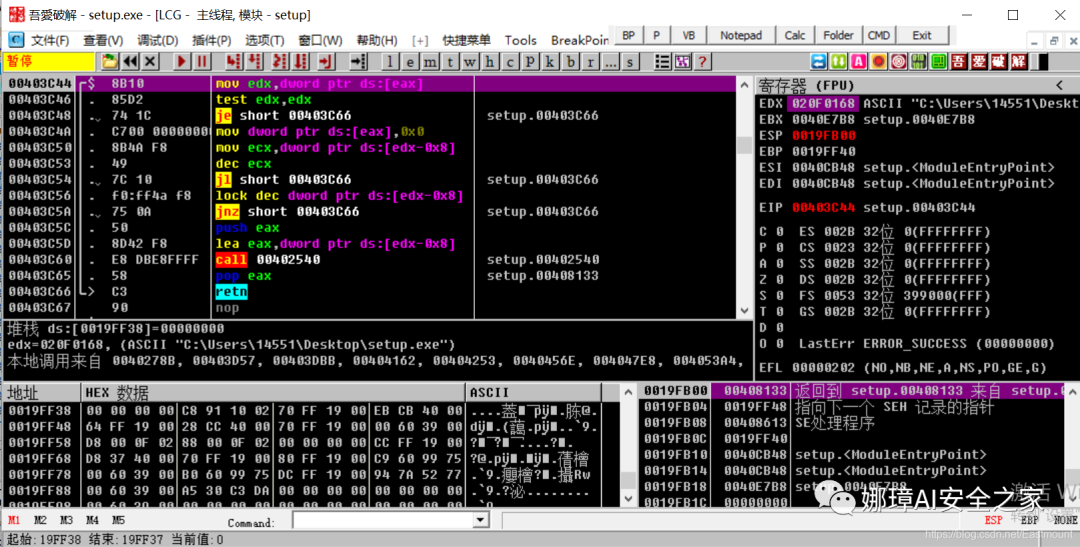 吾愛破解 - setup.exe - [LCG - 主线程, 模块 - setup]
文件(F) 查看(V) 调试(D) 插件(P) 选项(T) 窗口(W) 帮助(H) [+] 快捷菜单 Tools BreakPoin BP P VB Notepad Calc Folder CMD Exit
暂停 l e m t w h c p k b r ... s ? 吾 爱 破 解
00403C44 $ 8B10 mov edx,dword ptr ds:[eax]
00403C46 . 85D2 test edx,edx
00403C48 . 74 1C je short 00403C66 setup.00403C66
00403C4A . C700 00000000 mov dword ptr ds:[eax],0x0
00403C50 . 8B4A F8 mov ecx,dword ptr ds:[edx-0x8]
00403C53 . 49 dec ecx
00403C54 . 7C 10 jl short 00403C66 setup.00403C66
00403C56 . f0:ff4a f8 lock dec dword ptr ds:[edx-0x8]
00403C5A . 75 0A jnz short 00403C66 setup.00403C66
00403C5C . 50 push eax
00403C5D . 8D42 F8 lea eax,dword ptr ds:[edx-0x8]
00403C60 . E8 DBE8FFFF call 00402540 setup.00402540
00403C65 . 58 pop eax setup.00408133
00403C66 > C3 retn
00403C67 90 nop
堆栈 ds:[0019FF38]=00000000
edx=020F0168, (ASCII "C:\Users\14551\Desktop\setup.exe")
本地调用来自 0040278B, 00403D57, 00403DBB, 00404162, 00404253, 0040456E, 004047E8, 004053A4,
寄存器 (FPU) <
EDX 020F0168 ASCII "C:\Users\14551\Deskt
EBX 0040E7B8 setup.0040E7B8
ESP 0019FB00
EBP 0019FF40
ESI 0040CB48 setup.<ModuleEntryPoint>
EDI 0040CB48 setup.<ModuleEntryPoint>
EIP 00403C44 setup.00403C44
C 0 ES 002B 32位 0(FFFFFFFF)
P 0 CS 0023 32位 0(FFFFFFFF)
A 0 SS 002B 32位 0(FFFFFFFF)
Z 0 DS 002B 32位 0(FFFFFFFF)
S 0 FS 0053 32位 399000(FFF)
T 0 GS 002B 32位 0(FFFFFFFF)
D 0
O 0 LastErr ERROR_SUCCESS (00000000)
EFL 00000202 (NO,NB,NE,A,NS,PO,GE,G)
地址 HEX 数据 ASCII
0019FF38 00 00 00 00 C8 91 10 02 70 FF 19 00 EB CB 40 00
0019FF48 64 FF 19 00 28 CC 40 00 70 FF 19 00 00 60 39 00
0019FF58 D8 00 0F 02 88 00 0F 02 00 00 00 00 CC FF 19 00
0019FF68 D8 37 40 00 70 FF 19 00 80 FF 19 00 C9 60 99 75
0019FF78 00 60 39 00 B0 60 99 75 DC FF 19 00 94 7A 52 77
0019FF88 00 60 39 00 A5 30 C3 DA 00 00 00 00 00 00 00 00
0019FB00 00408133 返回到 setup.00408133 来自 setup.0
0019FB04 0019FF48 指向下一个 SEH 记录的指针
0019FB08 00408613 SE处理程序
0019FB0C 0019FF40
0019FB10 0040CB48 setup.<ModuleEntryPoint>
0019FB14 0040CB48 setup.<ModuleEntryPoint>
0019FB18 0040E7B8 setup.0040E7B8
0019FB1C 00000000
娜璋AI安全之家
激活 W
M1 M2 M3 M4 M5 Command: ESP EBP NONE
https://blog.csdn.net/Eastmount
起始:19FF38 结束:19FF37 当前值:0